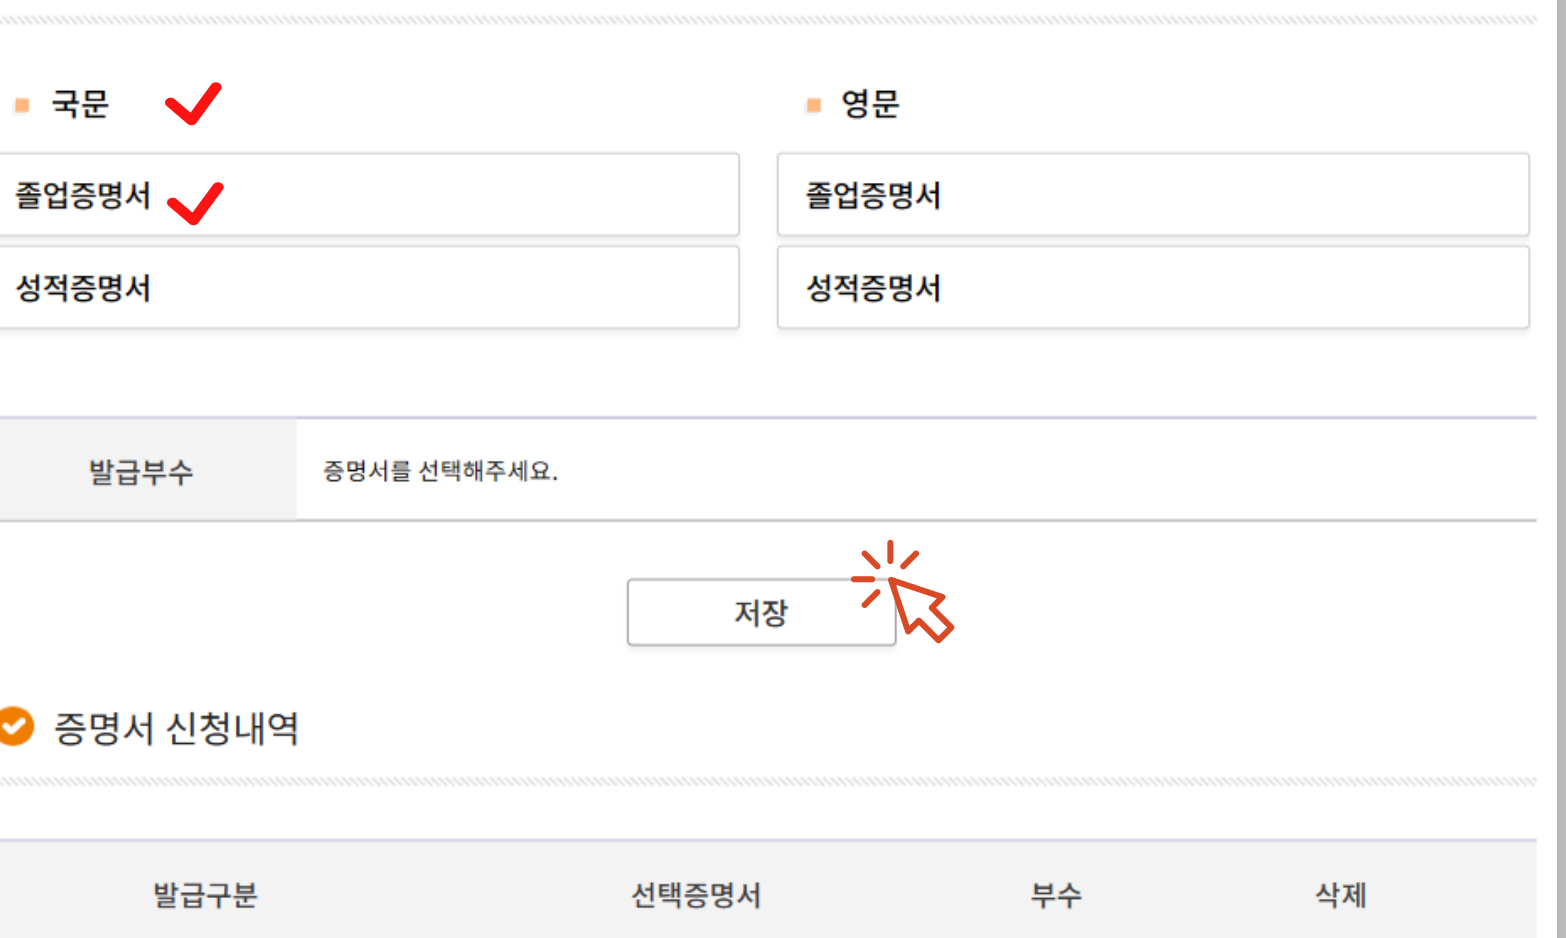 국문
영문
졸업증명서
졸업증명서
성적증명서
성적증명서
발급부수
증명서를 선택해주세요.
저장
증명서 신청내역
발급구분
선택증명서
부수
삭제